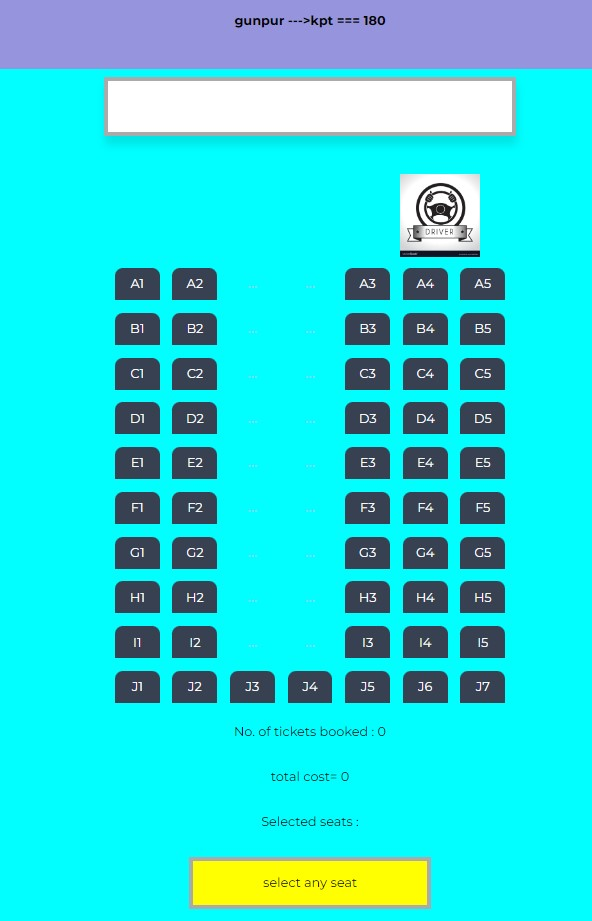 gunpur --->kpt === 180
DRIVER
A1 A2 ... ... A3 A4 A5
B1 B2 ... ... B3 B4 B5
C1 C2 ... ... C3 C4 C5
D1 D2 ... ... D3 D4 D5
E1 E2 ... ... E3 E4 E5
F1 F2 ... ... F3 F4 F5
G1 G2 ... ... G3 G4 G5
H1 H2 ... ... H3 H4 H5
I1 I2 ... ... I3 I4 I5
J1 J2 J3 J4 J5 J6 J7
No. of tickets booked : 0
total cost= 0
Selected seats :
select any seat